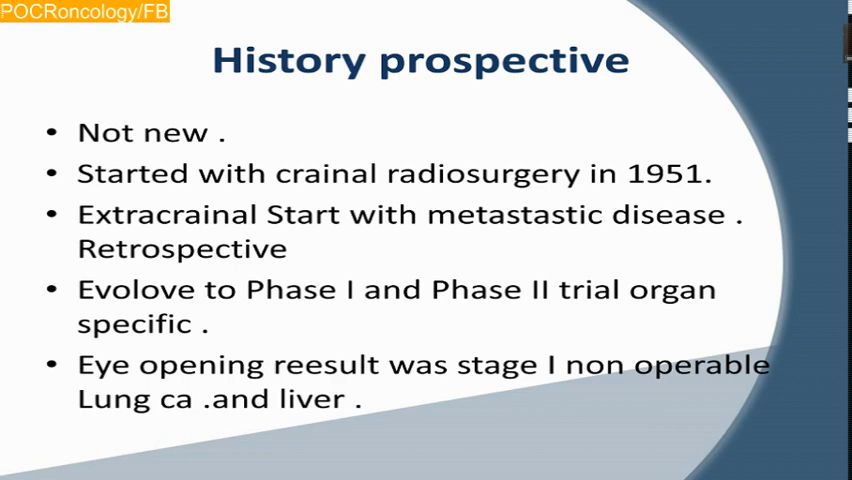 POCRoncology/FB
History prospective
• Not new .
• Started with crainal radiosurgery in 1951.
• Extracrainal Start with metastastic disease .
Retrospective
• Evolove to Phase I and Phase II trial organ
specific .
• Eye opening reesult was stage I non operable
Lung ca .and liver .